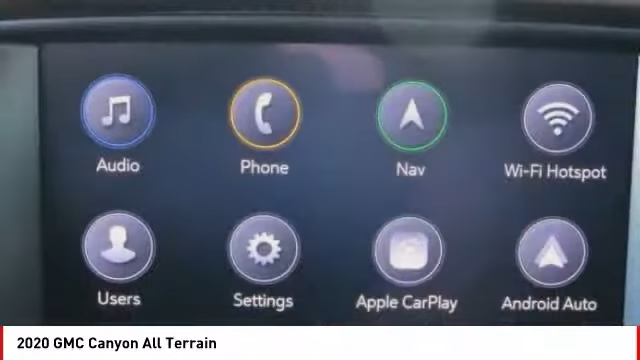 Audio
Phone
Nav
Wi-Fi Hotspot
Users
Settings
Apple CarPlay
Android Auto
2020 GMC Canyon All Terrain